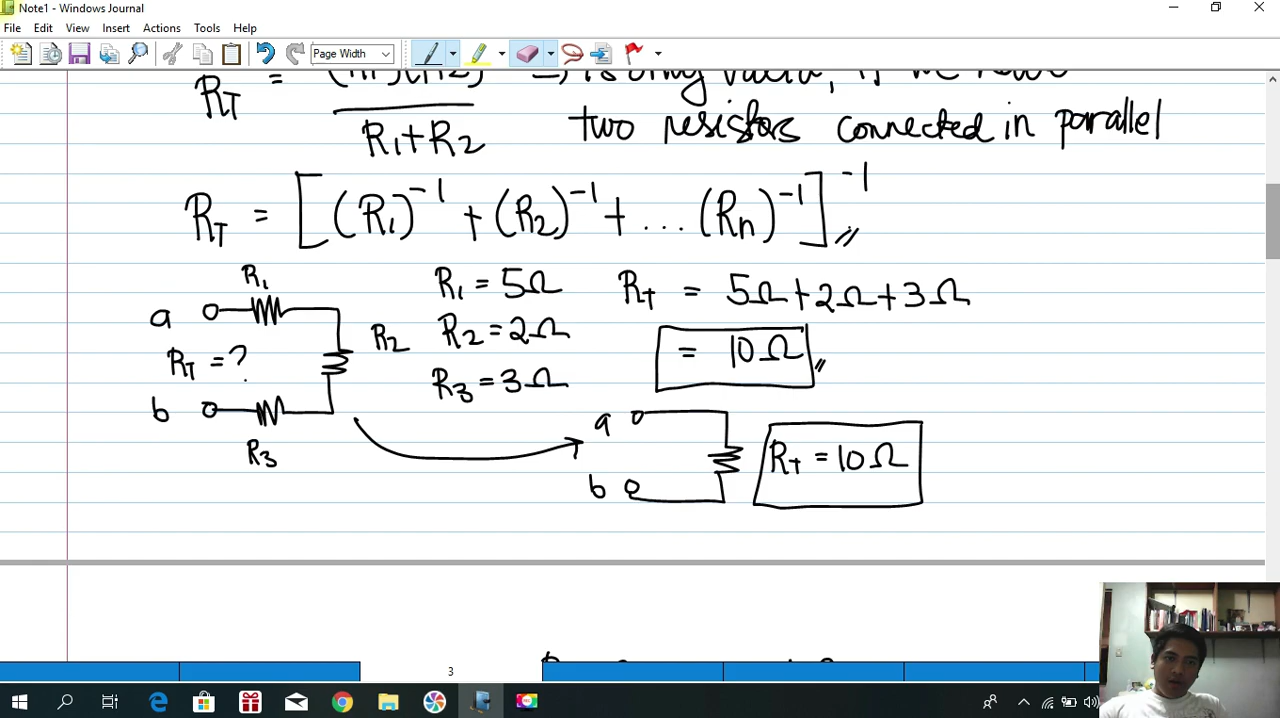 Note1 - Windows Journal
File Edit View Insert Actions Tools Help
Page Width
RT =
R1+R2
two resistors connected in parallel
RT = [(R1)^-1 + (R2)^-1 + ... (Rn)^-1]^-1
R1
a
R2
RT = ?
b
R3
R1 = 5Ω
R2 = 2Ω
R3 = 3Ω
RT = 5Ω+2Ω+3Ω
= 10Ω
a
b
RT = 10Ω
3